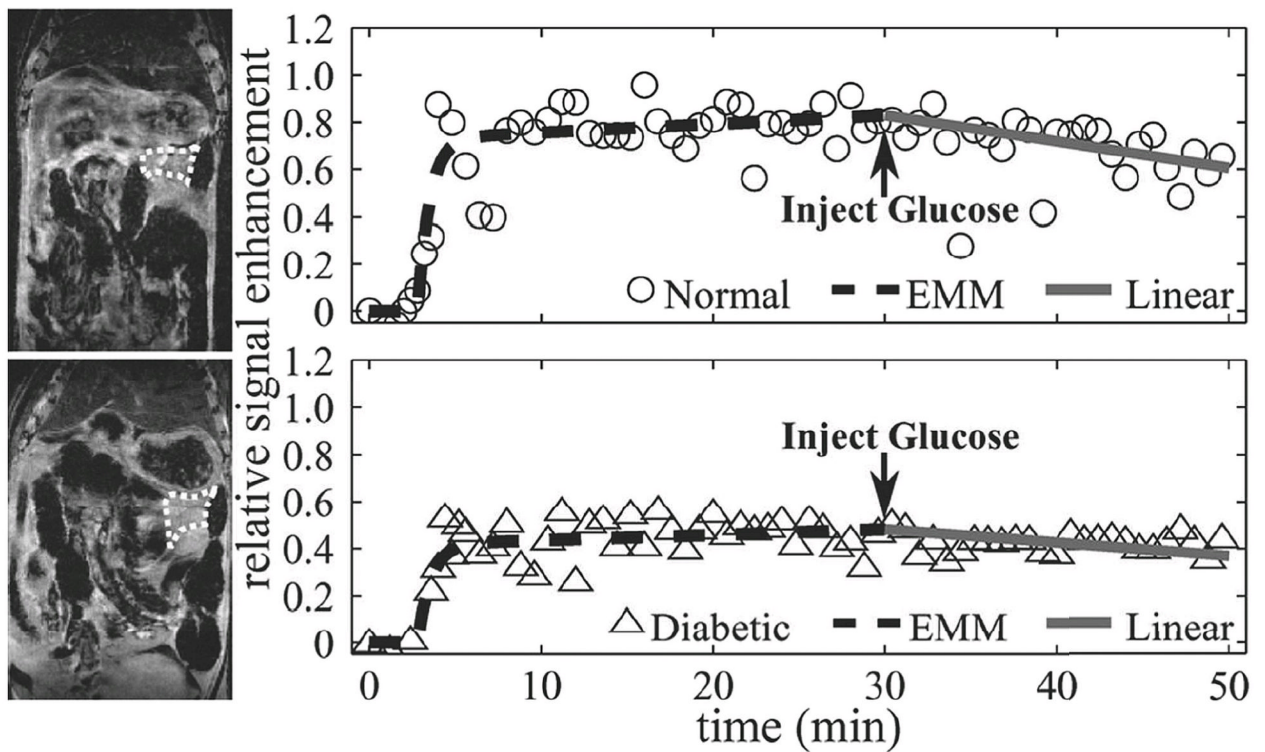 relative signal enhancement
1.2
1.0
0.8
0.6
0.4
0.2
0
Inject Glucose
Normal EMM Linear
1.2
1.0
0.8
0.6
0.4
0.2
0
Inject Glucose
Diabetic EMM Linear
0 10 20 30 40 50
time (min)